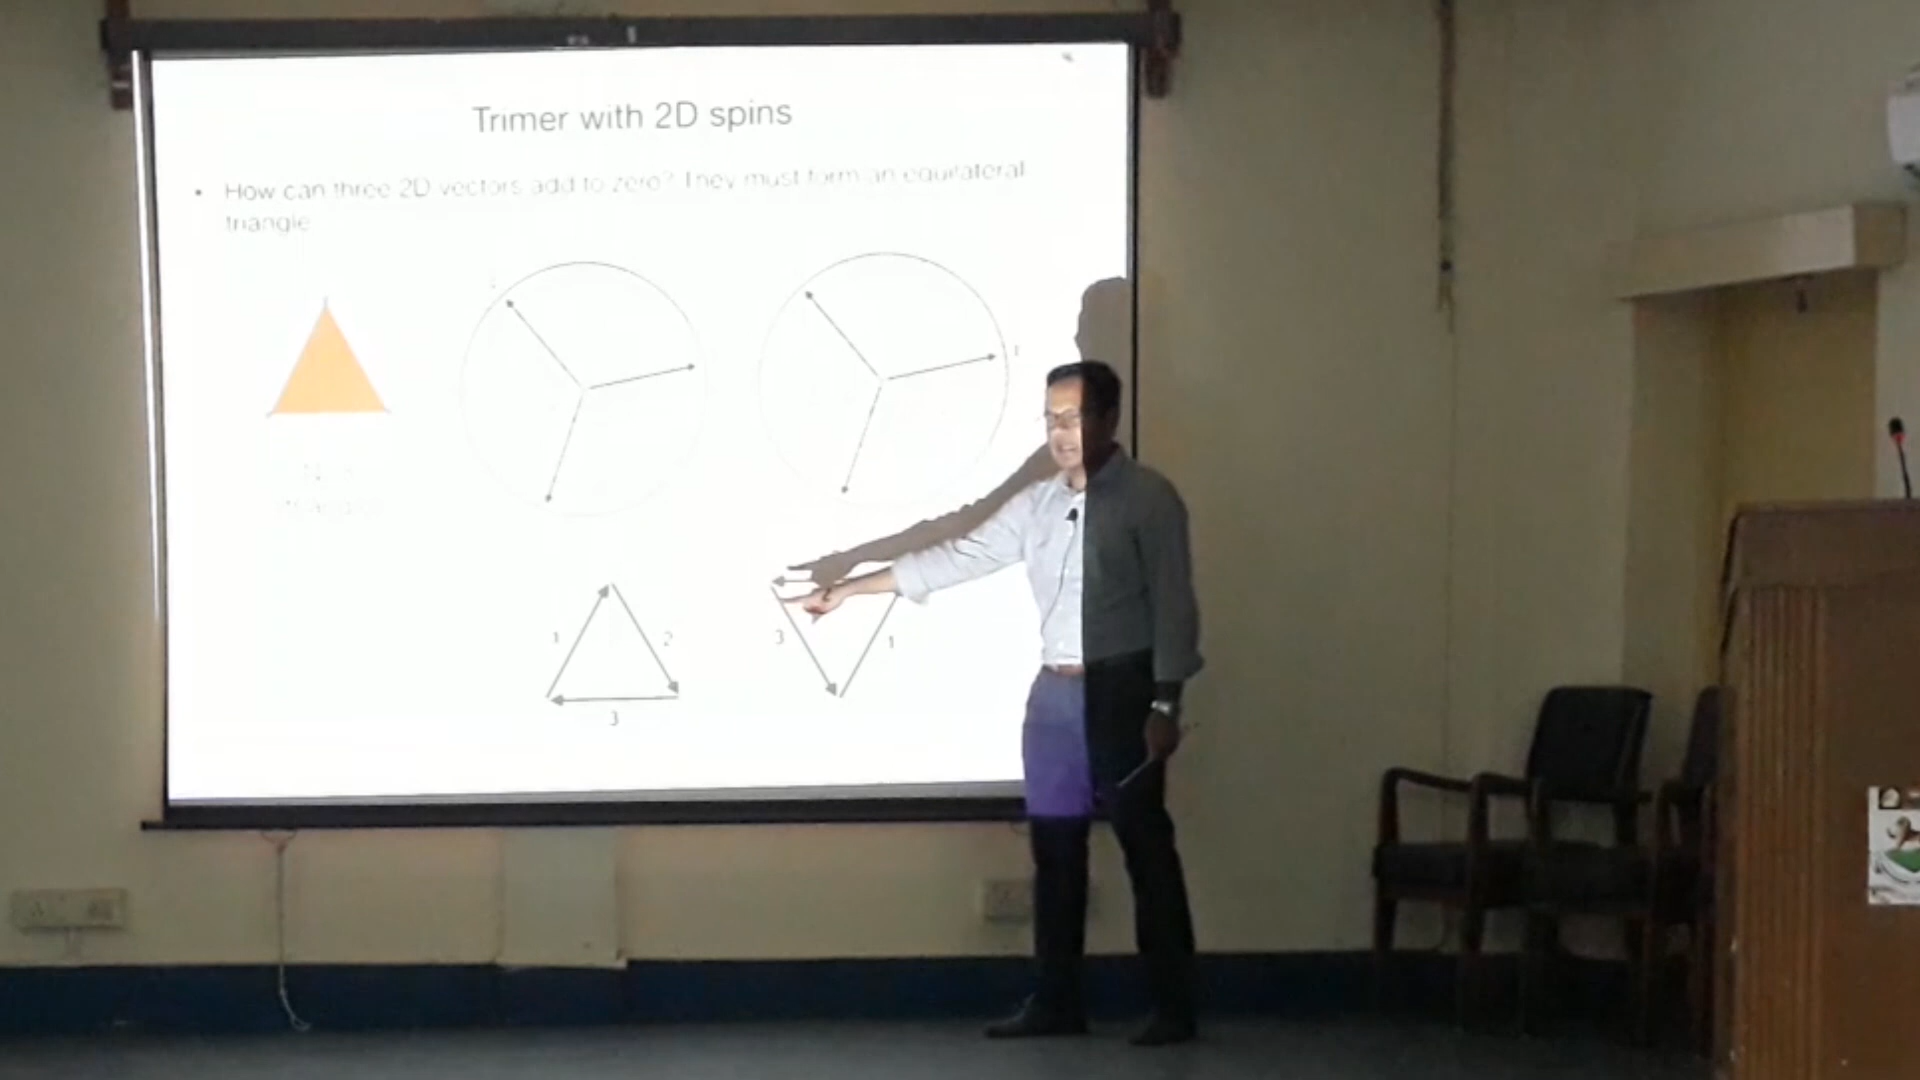 Trimer with 2D spins
• How can three 2D vectors add to zero? They must form an equilateral
triangle
1
1 2
3
3 1